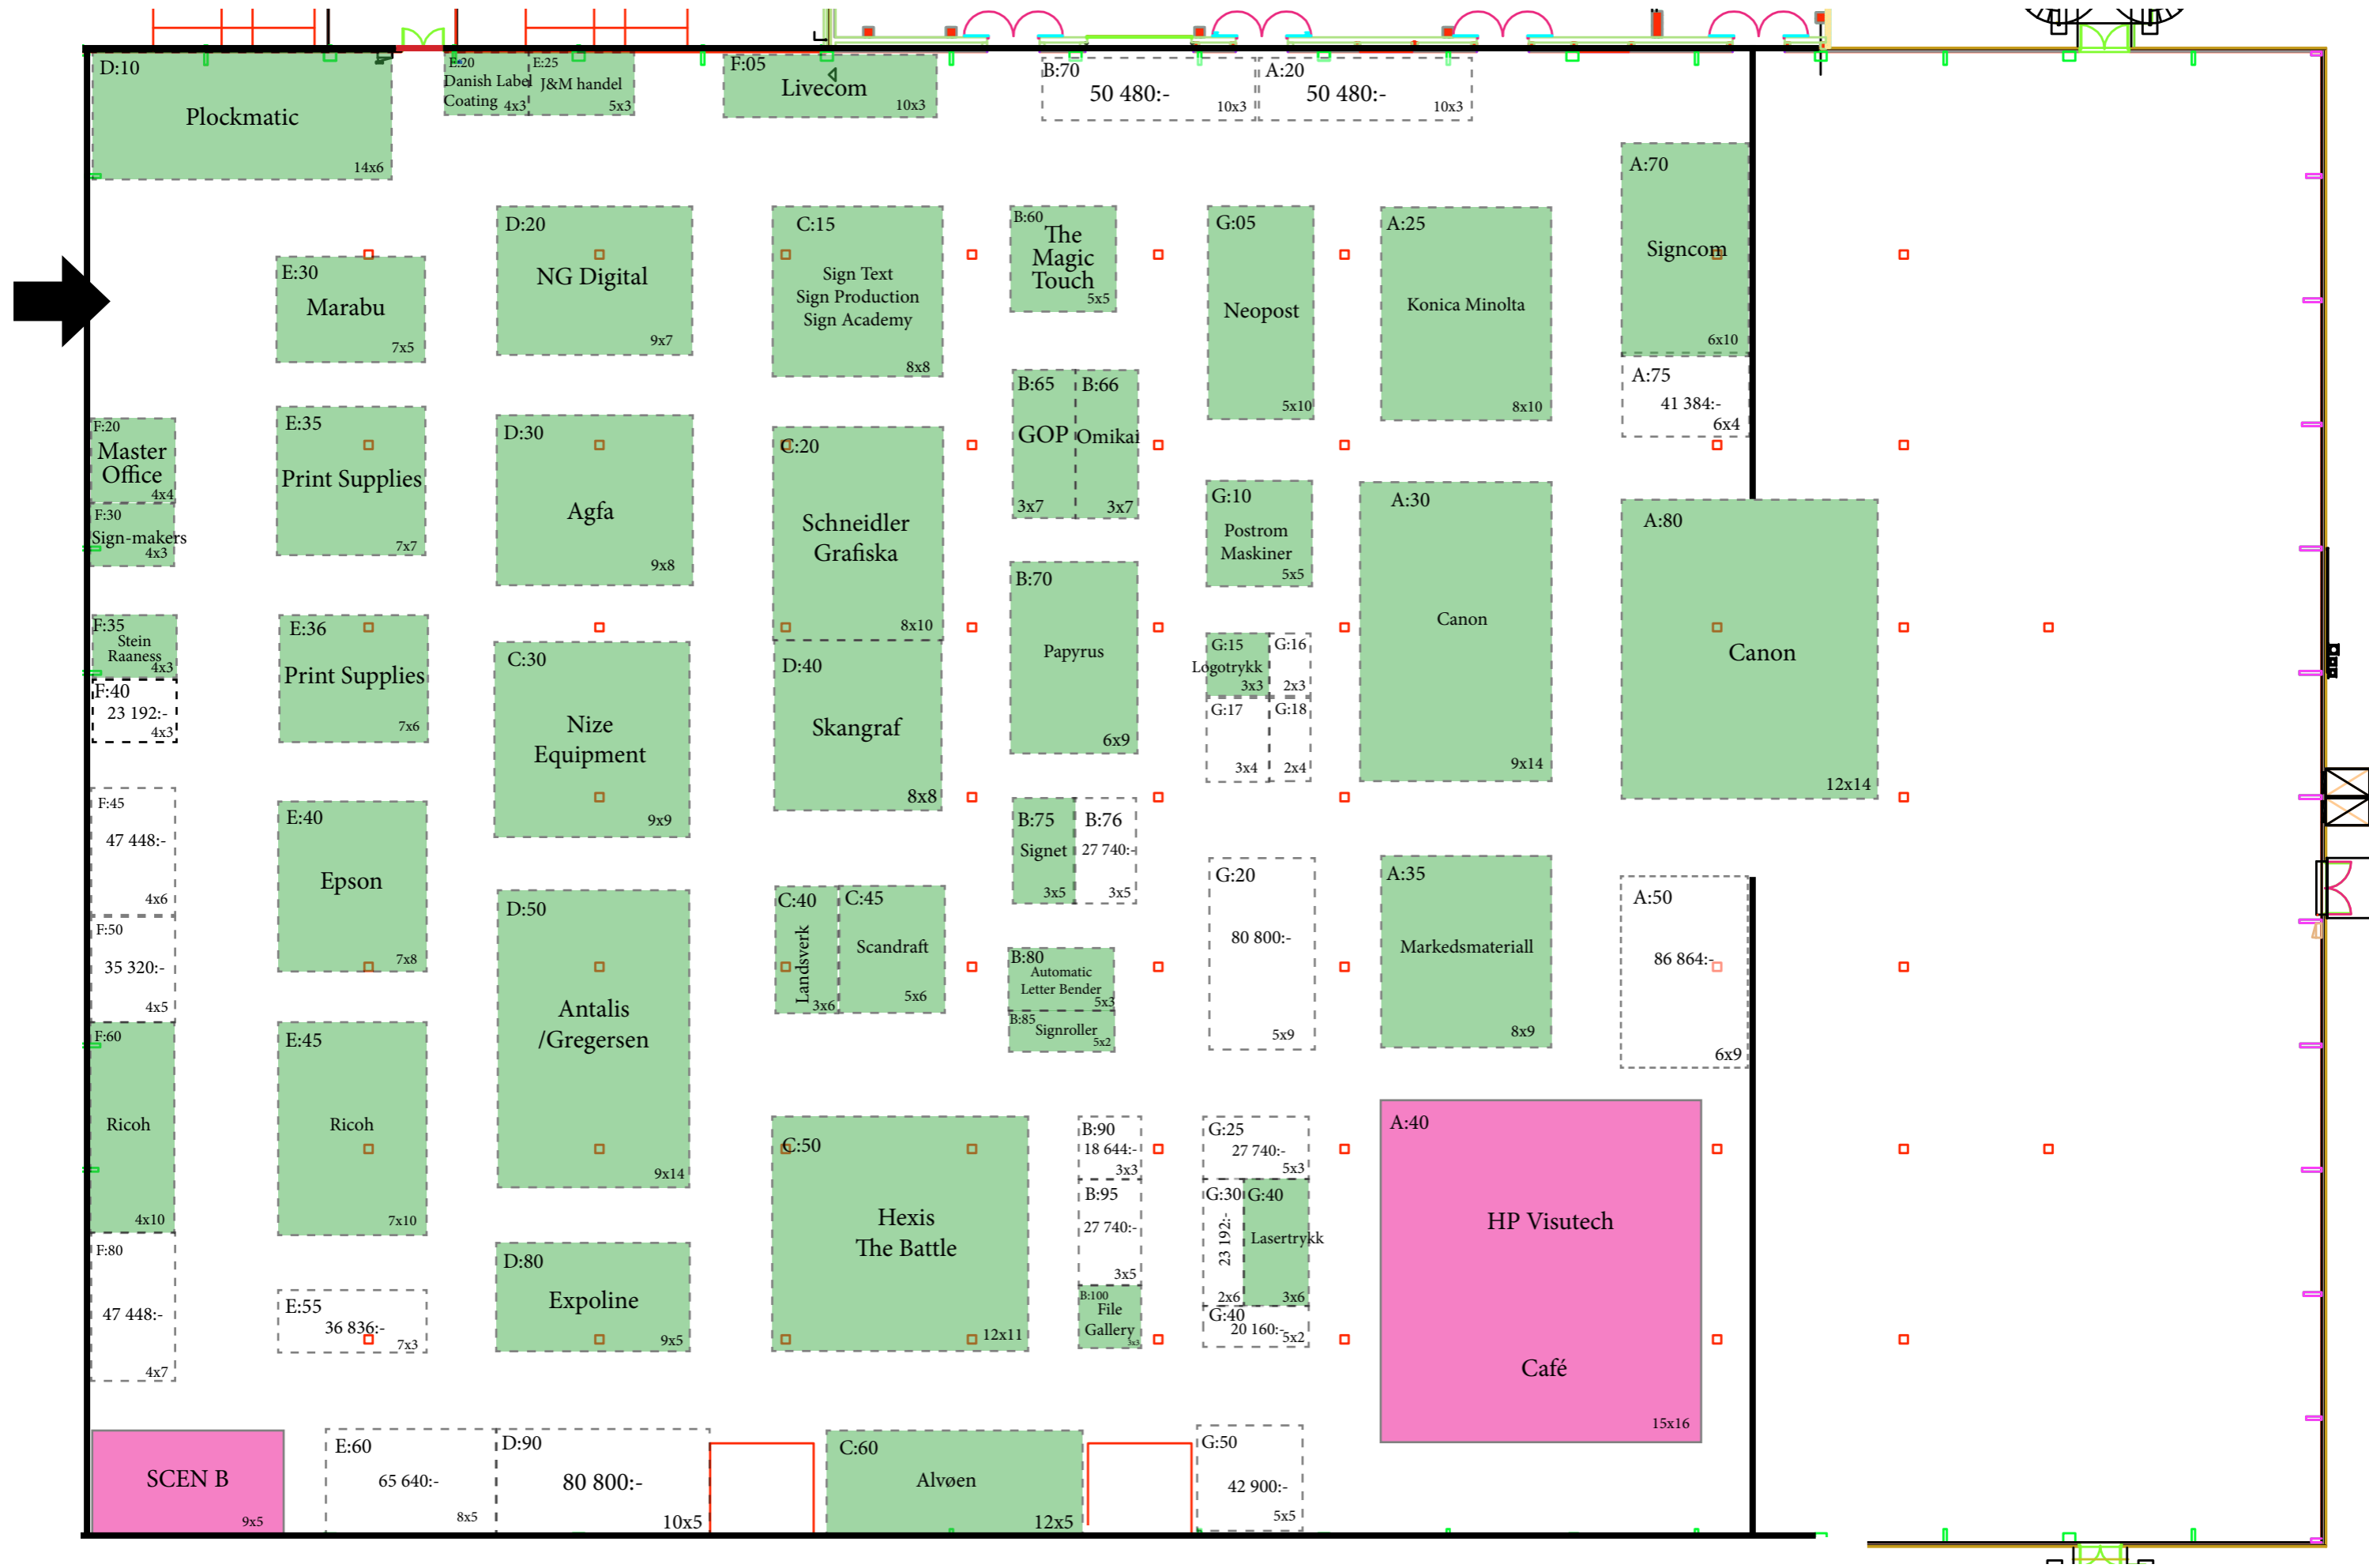 D:10
Plockmatic
14x6
E:20
Danish Label
Coating
4x3
E:25
J&M handel
5x3
F:05
Livecom
10x3
B:70
50 480:-
10x3
A:20
50 480:-
10x3
A:70
Signcom
6x10
A:75
41 384:-
6x4
E:30
Marabu
7x5
D:20
NG Digital
9x7
C:15
Sign Text
Sign Production
Sign Academy
8x8
B:60
The
Magic
Touch
5x5
G:05
Neopost
5x10
A:25
Konica Minolta
8x10
F:20
Master
Office
4x4
F:30
Sign-makers
4x3
E:35
Print Supplies
7x7
D:30
Agfa
9x8
C:20
Schneidler
Grafiska
8x10
B:65
GOP
3x7
B:66
Omikai
3x7
G:10
Postrom
Maskiner
5x5
A:30
Canon
9x14
A:80
Canon
12x14
F:35
Stein
Raaness
4x3
F:40
23 192:-
4x3
E:36
Print Supplies
7x6
C:30
Nize
Equipment
9x9
D:40
Skangraf
8x8
B:70
Papyrus
6x9
G:15
Logotrykk
3x3
G:16
2x3
G:17
3x4
G:18
2x4
F:45
47 448:-
4x6
F:50
35 320:-
4x5
E:40
Epson
7x8
D:50
Antalis
/Gregersen
9x14
C:40
Landsverk
3x6
C:45
Scandraft
5x6
B:75
Signet
3x5
B:76
27 740:-
3x5
B:80
Automatic
Letter Bender
5x3
B:85
Signroller
5x2
G:20
80 800:-
5x9
A:35
Markedsmateriall
8x9
A:50
86 864:-
6x9
F:60
Ricoh
4x10
E:45
Ricoh
7x10
F:80
47 448:-
4x7
E:55
36 836:-
7x3
D:80
Expoline
9x5
C:50
Hexis
The Battle
12x11
B:90
18 644:-
3x3
B:95
27 740:-
3x5
B:100
File
Gallery
3x3
G:25
27 740:-
5x3
G:30
23 192:-
2x6
G:40
Lasertrykk
3x6
G:40
20 160:-
5x2
A:40
HP Visutech
Café
15x16
SCEN B
9x5
E:60
65 640:-
8x5
D:90
80 800:-
10x5
C:60
Alvøen
12x5
G:50
42 900:-
5x5